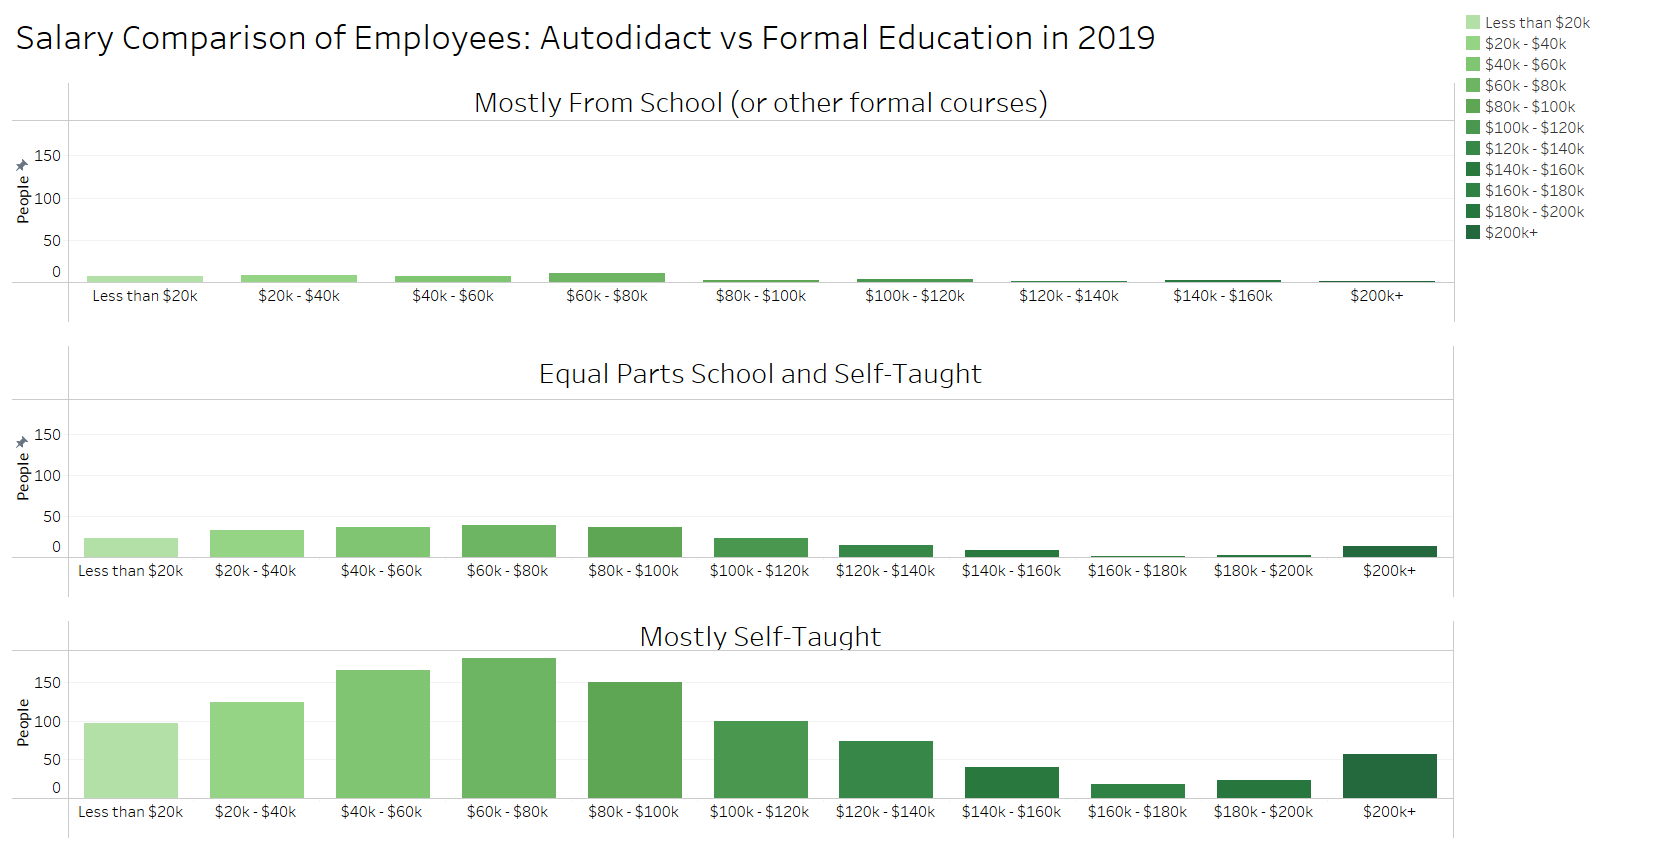 Salary Comparison of Employees: Autodidact vs Formal Education in 2019
Less than $20k
$20k - $40k
$40k - $60k
$60k - $80k
$80k - $100k
$100k - $120k
$120k - $140k
$140k - $160k
$160k - $180k
$180k - $200k
$200k+
Mostly From School (or other formal courses)
People
150
100
50
0
Less than $20k $20k - $40k $40k - $60k $60k - $80k $80k - $100k $100k - $120k $120k - $140k $140k - $160k $200k+
Equal Parts School and Self-Taught
People
150
100
50
0
Less than $20k $20k - $40k $40k - $60k $60k - $80k $80k - $100k $100k - $120k $120k - $140k $140k - $160k $160k - $180k $180k - $200k $200k+
Mostly Self-Taught
People
150
100
50
0
Less than $20k $20k - $40k $40k - $60k $60k - $80k $80k - $100k $100k - $120k $120k - $140k $140k - $160k $160k - $180k $180k - $200k $200k+